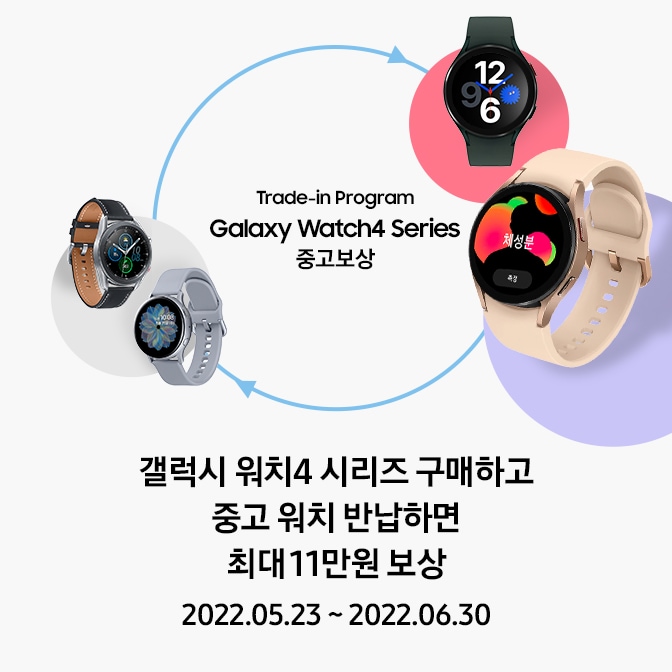 12
9
6
Trade-in Program
Galaxy Watch4 Series
중고보상
체성분
측정
갤럭시 워치4 시리즈 구매하고
중고 워치 반납하면
최대 11만원 보상
2022.05.23 ~ 2022.06.30